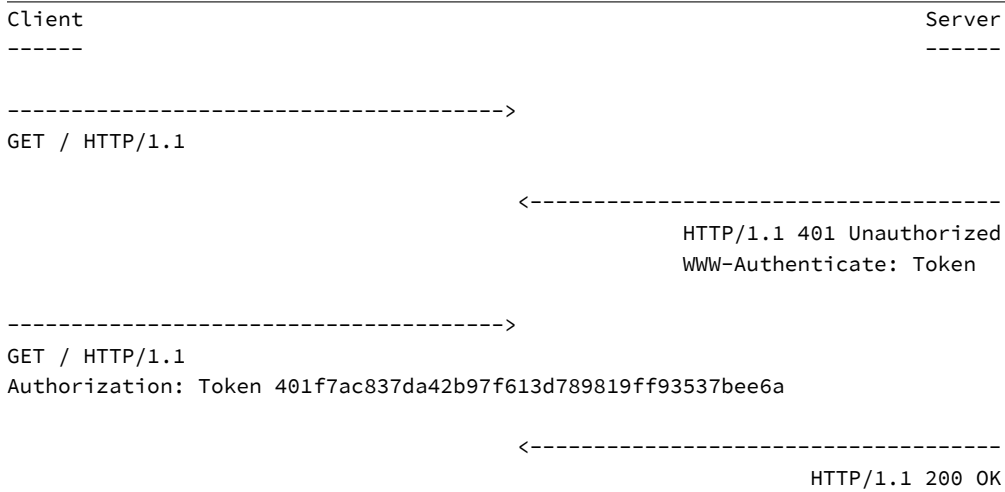 Client Server
------ ------
--------------------------------------->
GET / HTTP/1.1
<-------------------------------------
HTTP/1.1 401 Unauthorized
WWW-Authenticate: Token
--------------------------------------->
GET / HTTP/1.1
Authorization: Token 401f7ac837da42b97f613d789819ff93537bee6a
<-------------------------------------
HTTP/1.1 200 OK